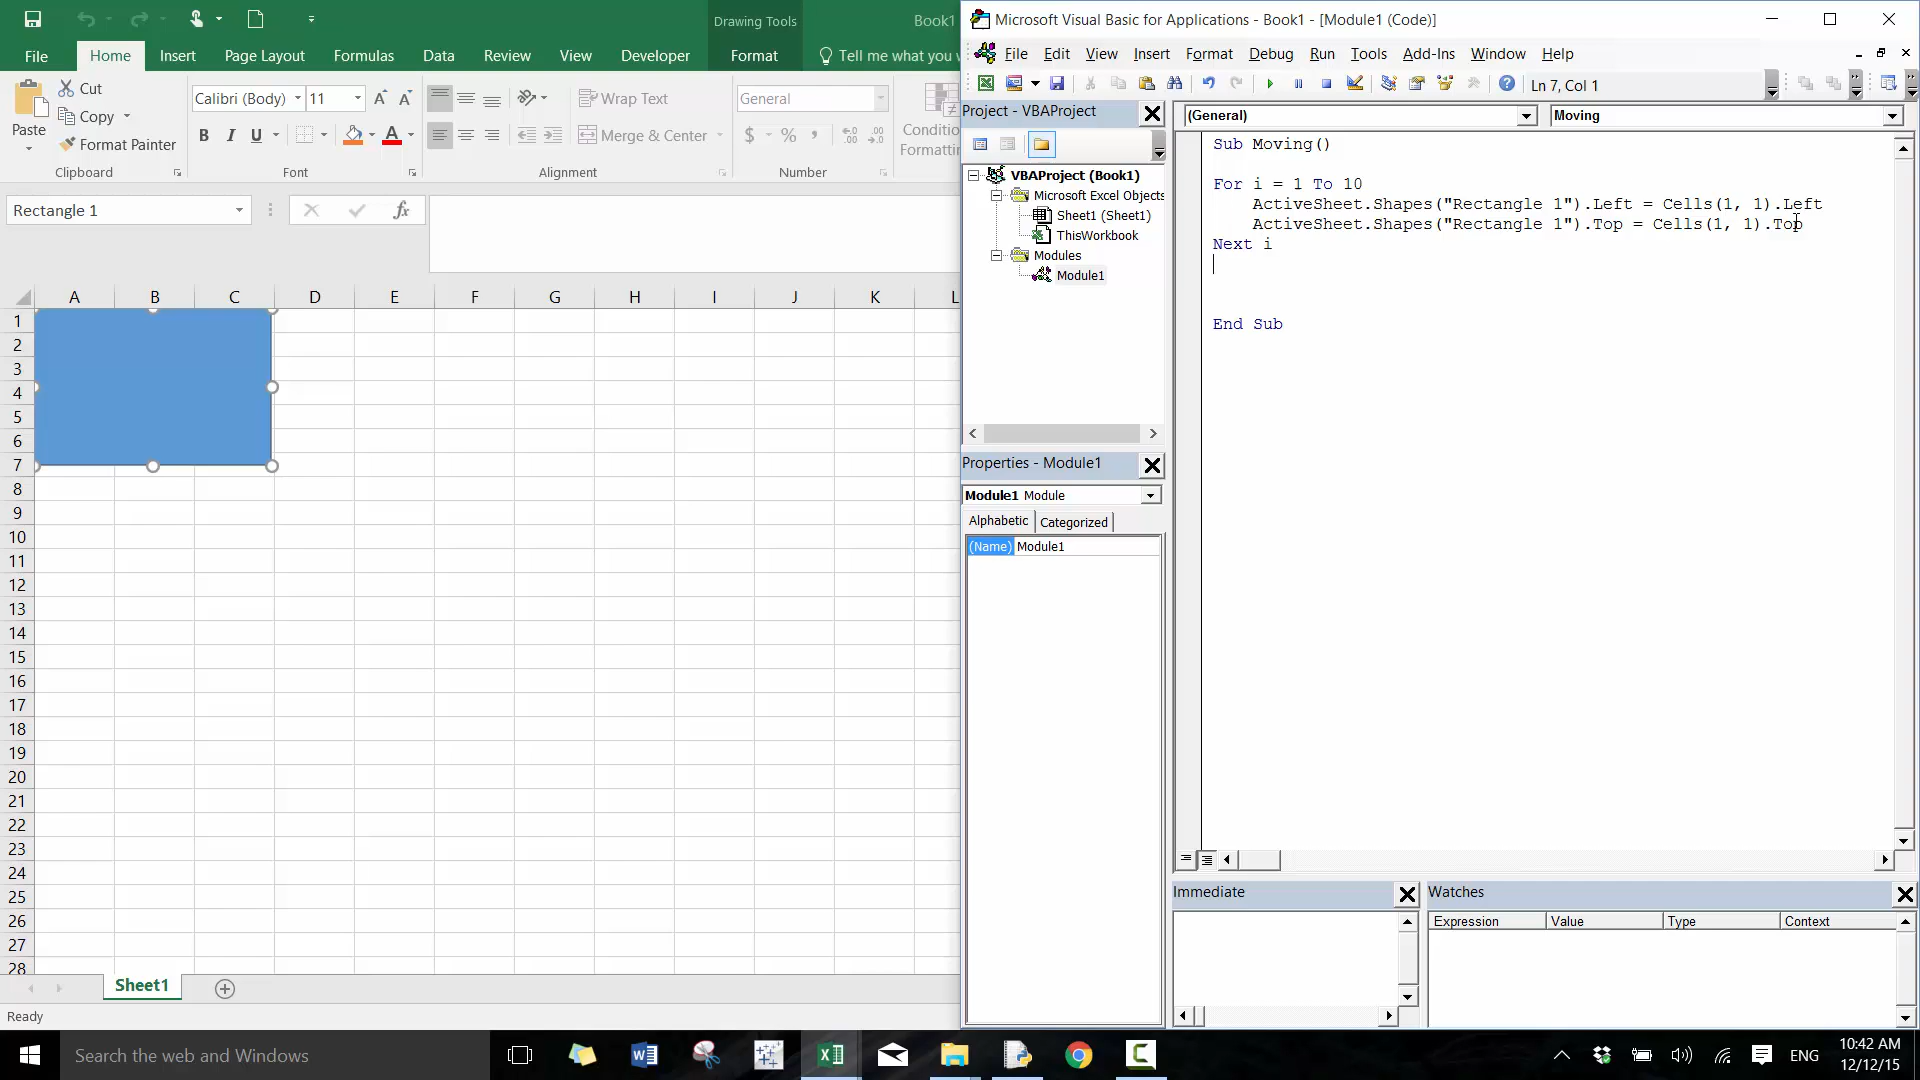 Drawing Tools
Book1
File
Home
Insert
Page Layout
Formulas
Data
Review
View
Developer
Format
Tell me what you
Paste
Cut
Copy
Format Painter
Clipboard
Calibri (Body)
11
B I U
A
Font
Wrap Text
Merge & Center
Alignment
General
$ % ,
Number
Conditio
Formattin
Rectangle 1
fx
A B C D E F G H I J K L
1
2
3
4
5
6
7
8
9
10
11
12
13
14
15
16
17
18
19
20
21
22
23
24
25
26
27
28
Sheet1
Ready
Microsoft Visual Basic for Applications - Book1 - [Module1 (Code)]
File Edit View Insert Format Debug Run Tools Add-Ins Window Help
Ln 7, Col 1
Project - VBAProject
VBAProject (Book1)
Microsoft Excel Objects
Sheet1 (Sheet1)
ThisWorkbook
Modules
Module1
Properties - Module1
Module1 Module
Alphabetic
Categorized
(Name) Module1
(General)
Moving
Sub Moving()
For i = 1 To 10
ActiveSheet.Shapes("Rectangle 1").Left = Cells(1, 1).Left
ActiveSheet.Shapes("Rectangle 1").Top = Cells(1, 1).Top
Next i
End Sub
Immediate
Watches
Expression Value Type Context
Search the web and Windows
ENG
10:42 AM
12/12/15